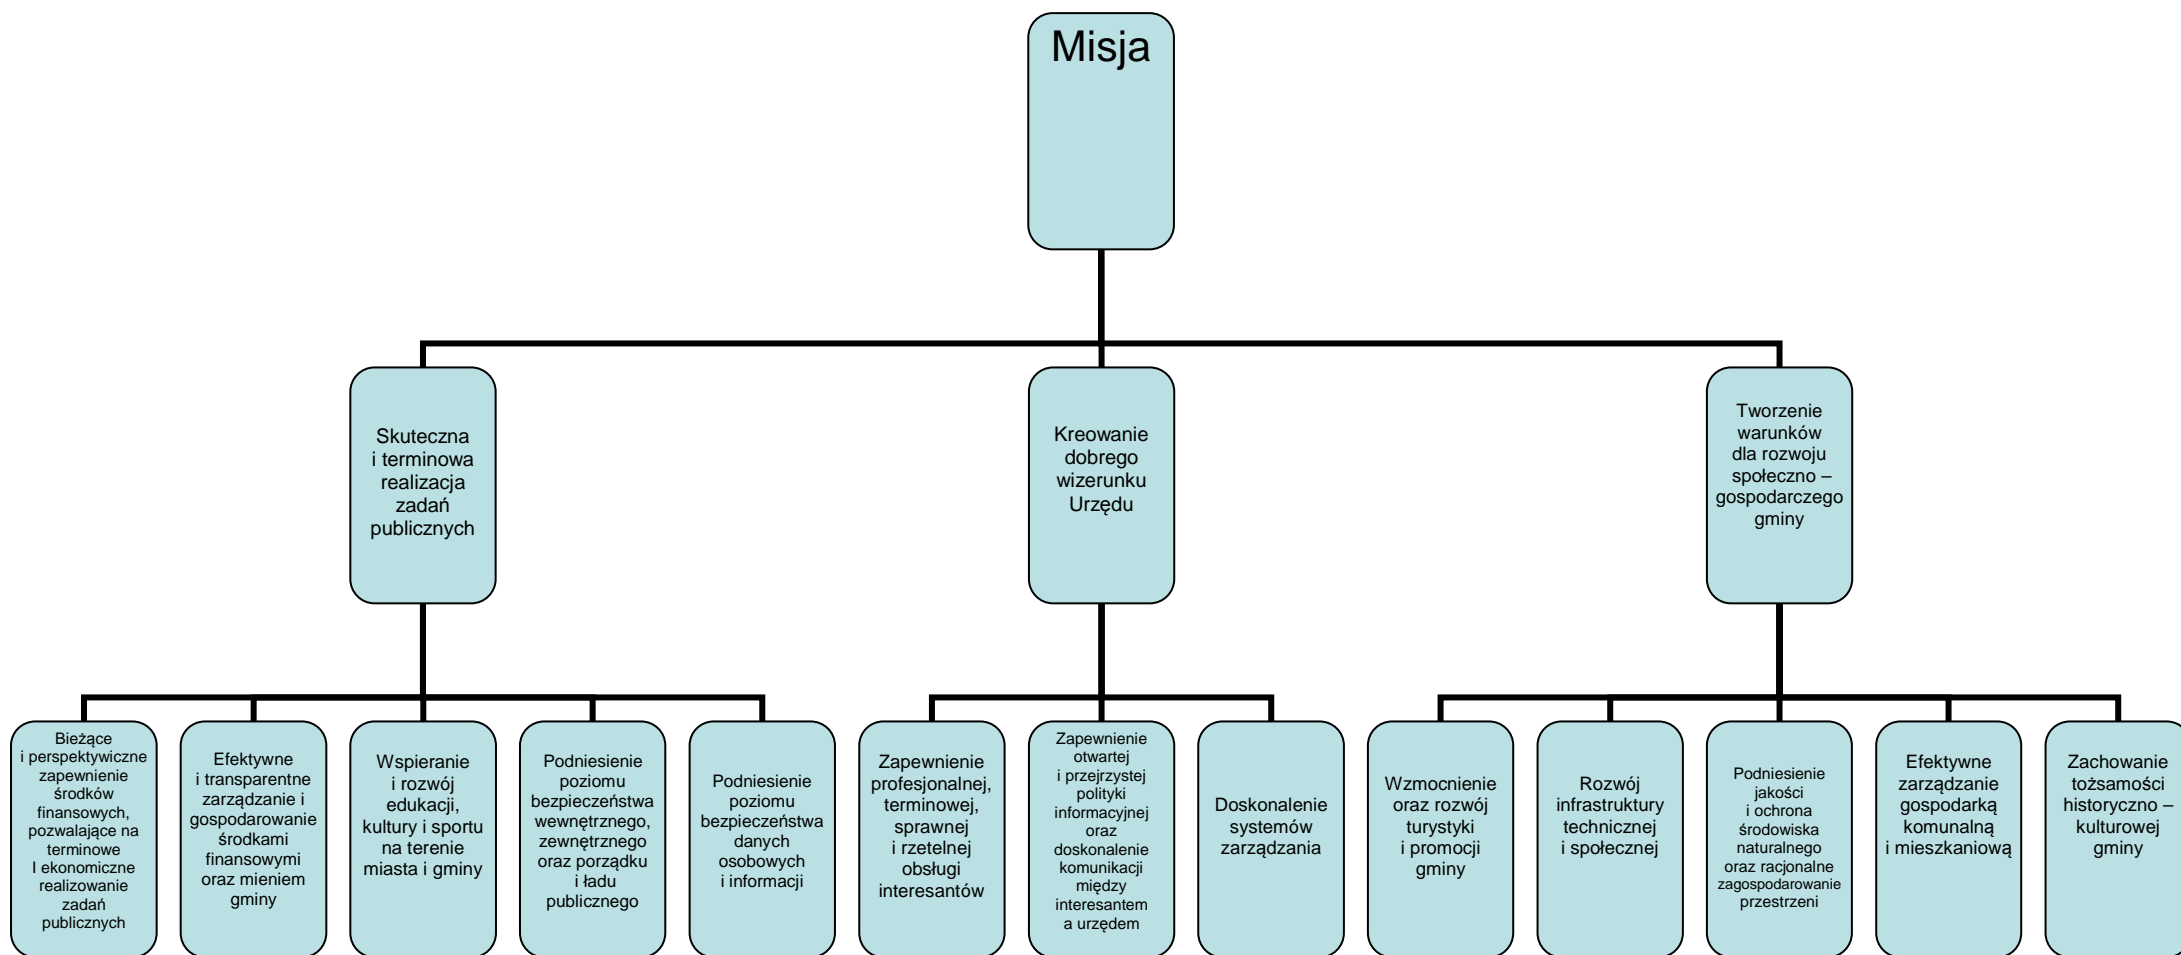 Misja
Skuteczna
i terminowa
realizacja
zadań
publicznych
Kreowanie
dobrego
wizerunku
Urzędu
Tworzenie
warunków
dla rozwoju
społeczno –
gospodarczego
gminy
Bieżące
i perspektywiczne
zapewnienie
środków
finansowych,
pozwalające na
terminowe
I ekonomiczne
realizowanie
zadań
publicznych
Efektywne
i transparentne
zarządzanie i
gospodarowanie
środkami
finansowymi
oraz mieniem
gminy
Wspieranie
i rozwój
edukacji,
kultury i sportu
na terenie
miasta i gminy
Podniesienie
poziomu
bezpieczeństwa
wewnętrznego,
zewnętrznego
oraz porządku
i ładu
publicznego
Podniesienie
poziomu
bezpieczeństwa
danych
osobowych
i informacji
Zapewnienie
profesjonalnej,
terminowej,
sprawnej
i rzetelnej
obsługi
interesantów
Zapewnienie
otwartej
i przejrzystej
polityki
informacyjnej
oraz
doskonalenie
komunikacji
między
interesantem
a urzędem
Doskonalenie
systemów
zarządzania
Wzmocnienie
oraz rozwój
turystyki
i promocji
gminy
Rozwój
infrastruktury
technicznej
i społecznej
Podniesienie
jakości
i ochrona
środowiska
naturalnego
oraz racjonalne
zagospodarowanie
przestrzeni
Efektywne
zarządzanie
gospodarką
komunalną
i mieszkaniową
Zachowanie
tożsamości
historyczno –
kulturowej
gminy